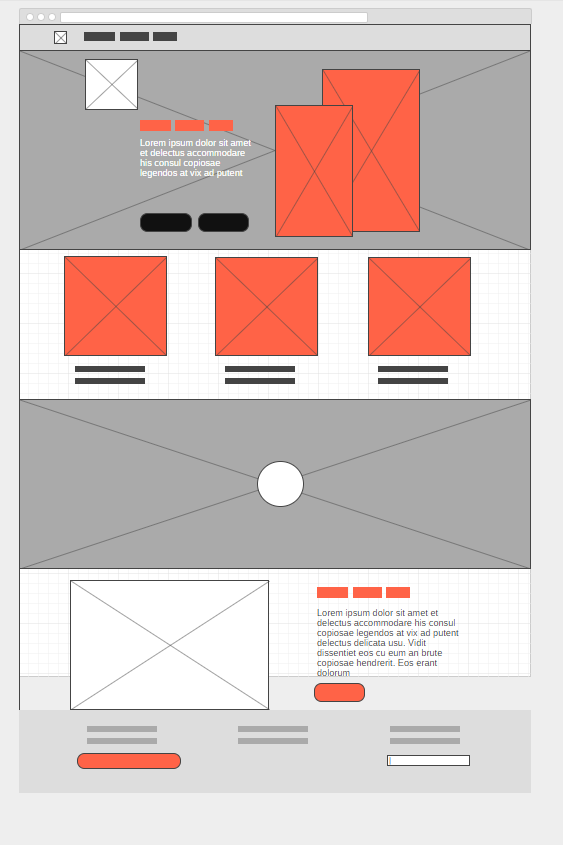 Lorem ipsum dolor sit amet
et delectus accommodare
his consul copiosae
legendos at vix ad putent
Lorem ipsum dolor sit amet et
delectus accommodare his consul
copiosae legendos at vix ad putent
delectus delicata usu. Vidit
dissentiet eos cu eum an brute
copiosae hendrerit. Eos erant
dolorum